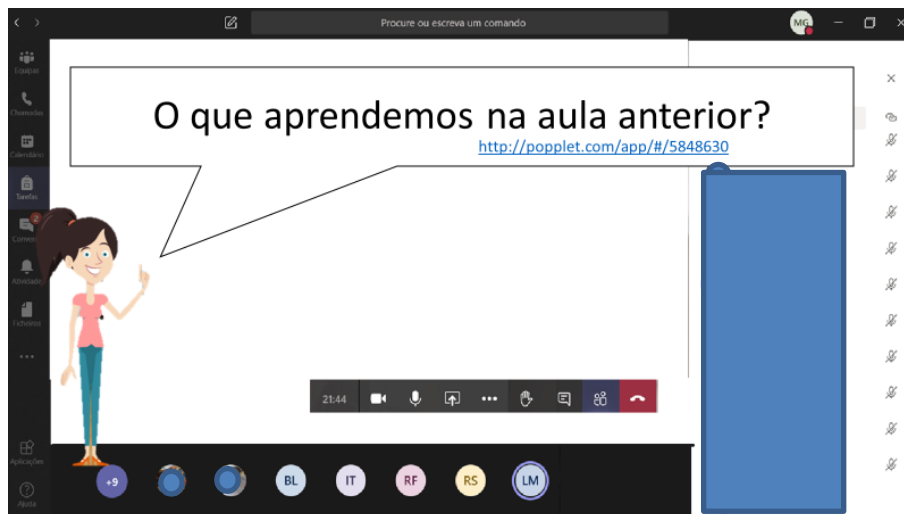 Procure ou escreva um comando
MG
Equipas
Chamadas
Calendário
Tarefas
2
Atividade
Ficheiros
Aplicações
Ajuda
O que aprendemos na aula anterior?
http://popplet.com/app/#/5848630
21:44
+9
BL
IT
RF
RS
LM